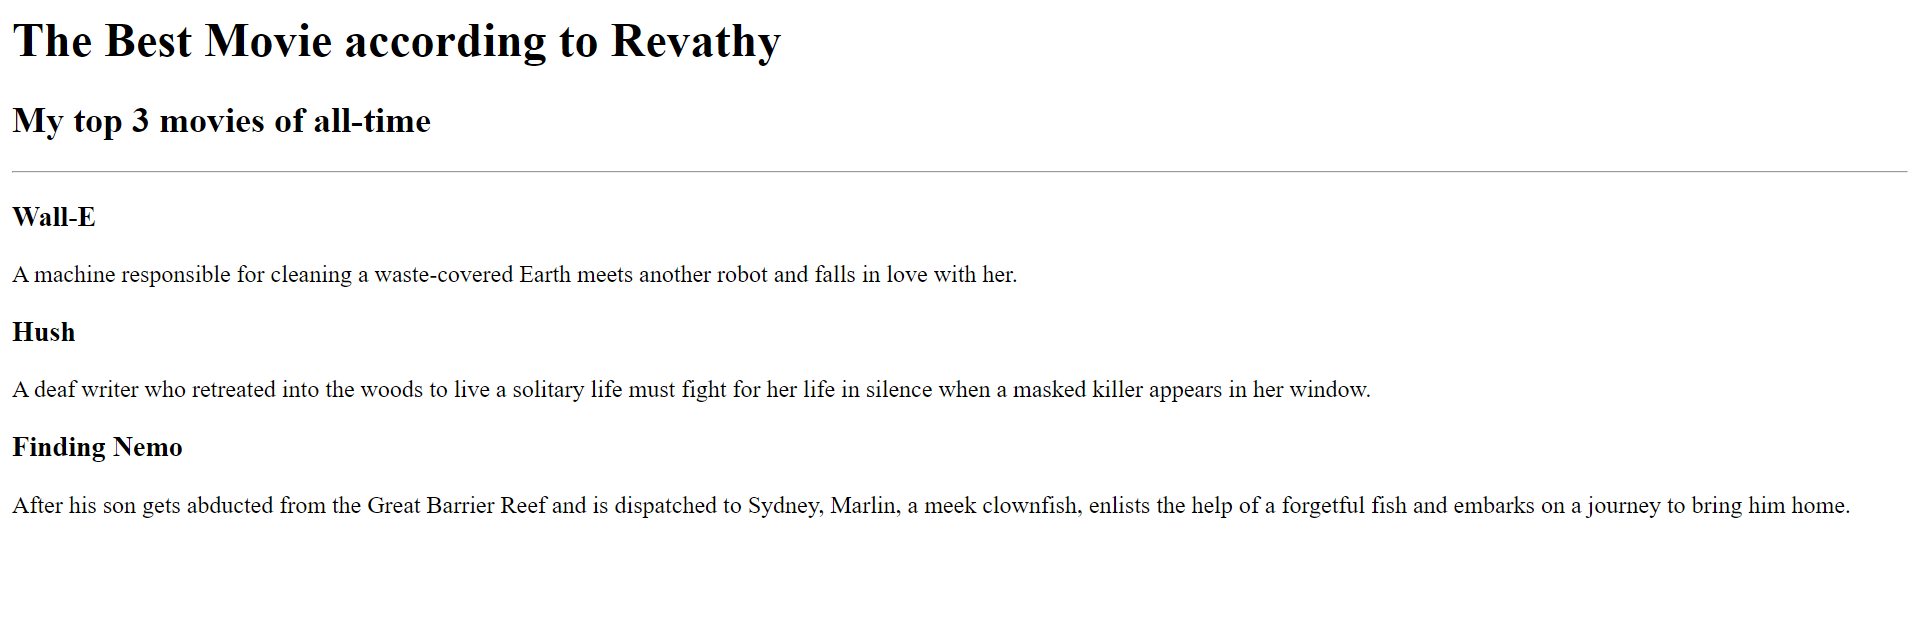 The Best Movie according to Revathy
My top 3 movies of all-time
Wall-E
A machine responsible for cleaning a waste-covered Earth meets another robot and falls in love with her.
Hush
A deaf writer who retreated into the woods to live a solitary life must fight for her life in silence when a masked killer appears in her window.
Finding Nemo
After his son gets abducted from the Great Barrier Reef and is dispatched to Sydney, Marlin, a meek clownfish, enlists the help of a forgetful fish and embarks on a journey to bring him home.